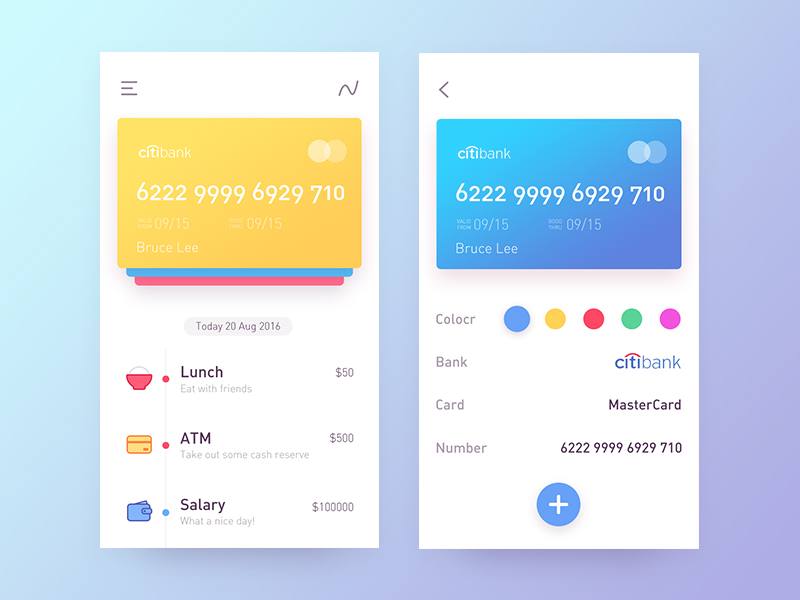 citibank
6222 9999 6929 710
VALID FROM 09/15 GOOD THRU 09/15
Bruce Lee
Today 20 Aug 2016
Lunch $50
Eat with friends
ATM $500
Take out some cash reserve
Salary $100000
What a nice day!
citibank
6222 9999 6929 710
VALID FROM 09/15 GOOD THRU 09/15
Bruce Lee
Colocr
Bank citibank
Card MasterCard
Number 6222 9999 6929 710